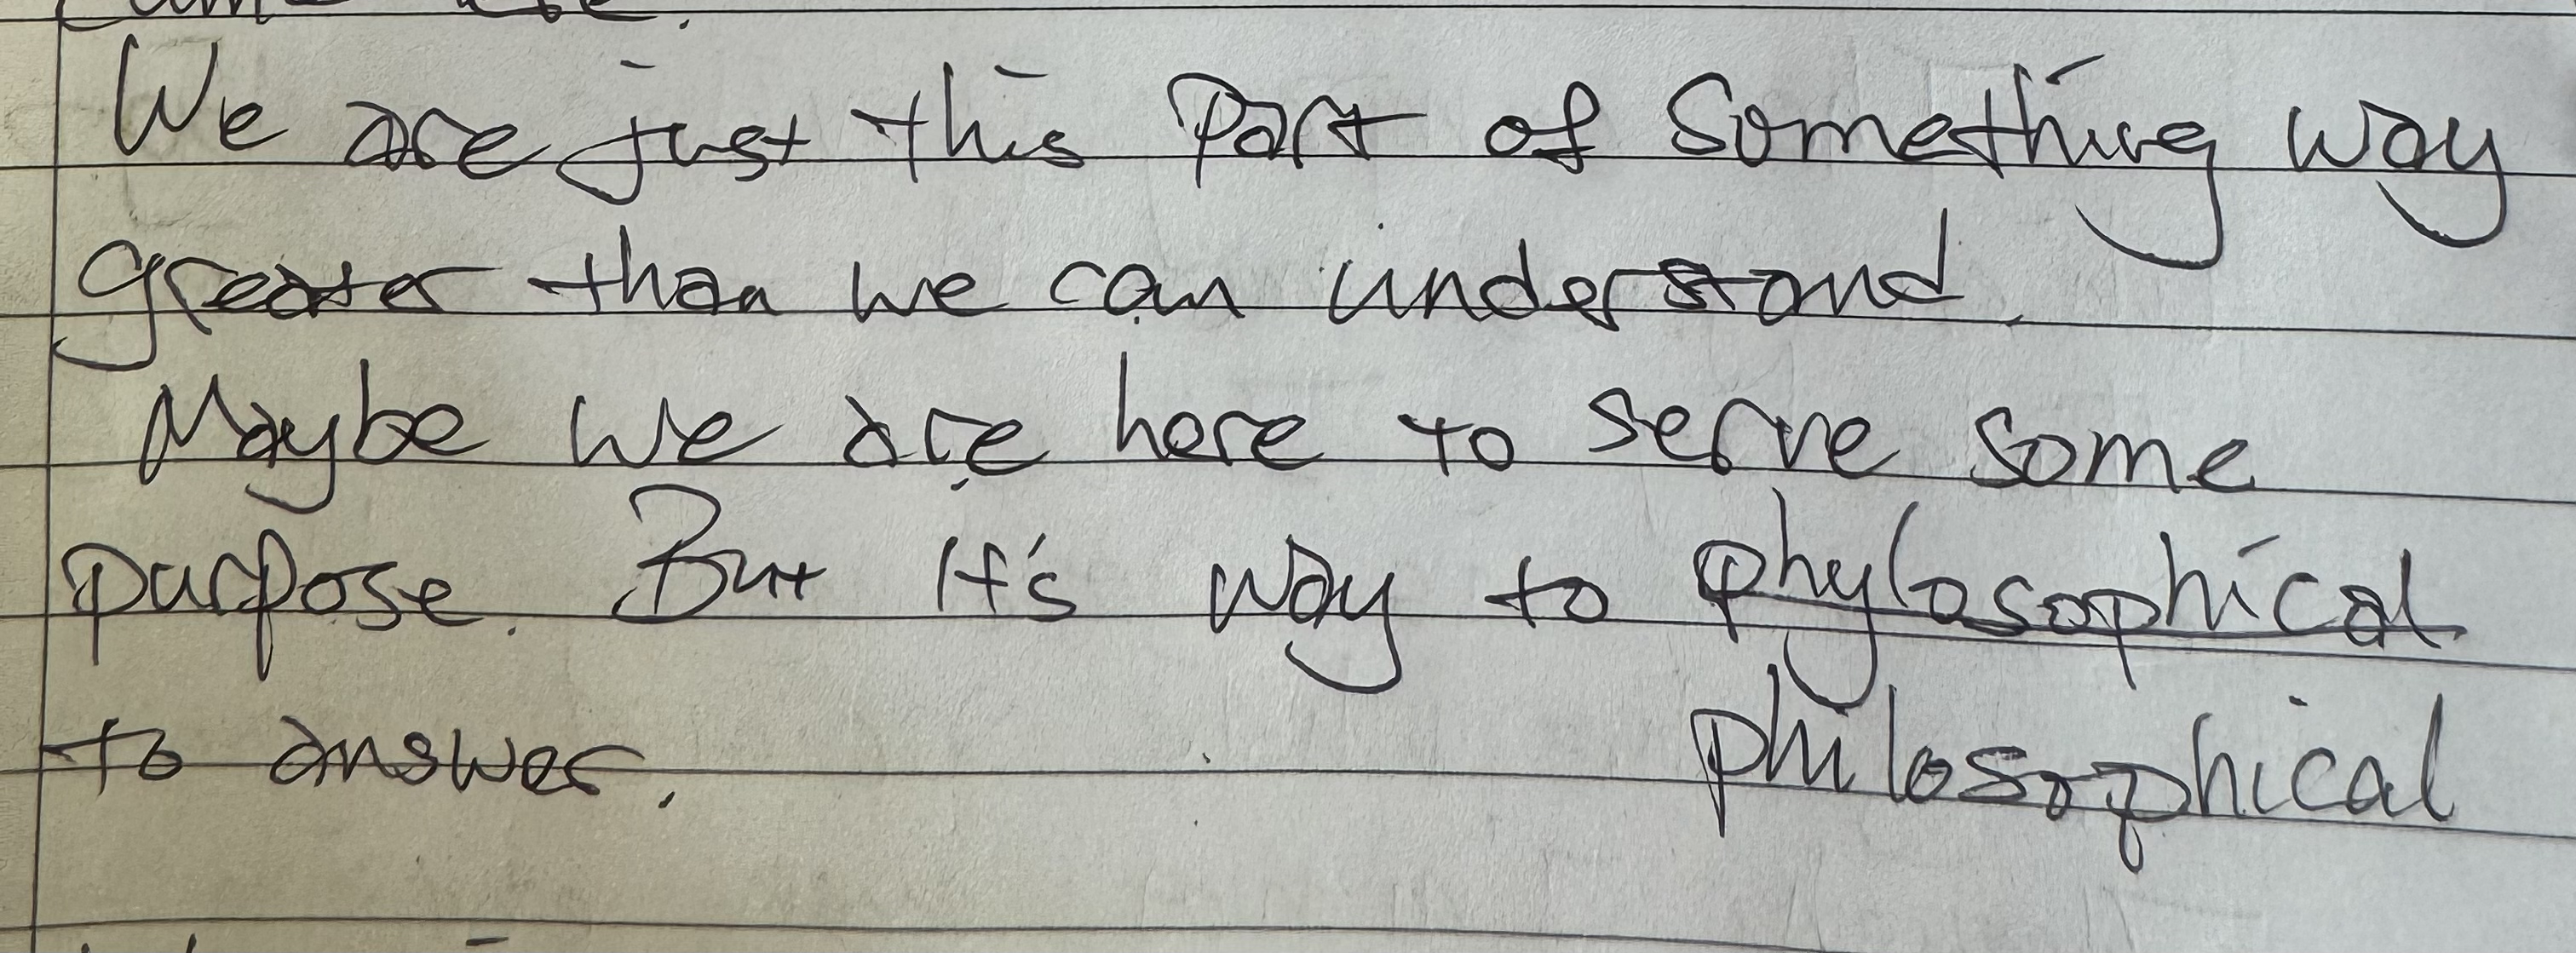 We are just this part of something way
greater than we can understand.
Maybe we are here to serve some
purpose. But it's way to phylosophical
to answer.
philosophical